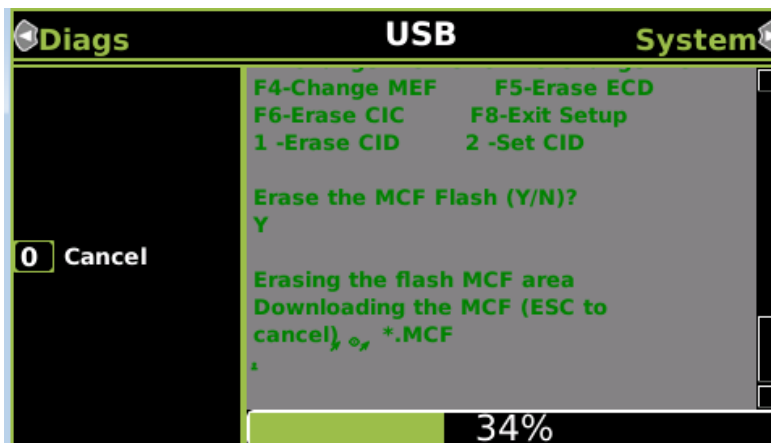 Diags
USB
System
F4-Change MEF F5-Erase ECD
F6-Erase CIC F8-Exit Setup
1 -Erase CID 2 -Set CID
Erase the MCF Flash (Y/N)?
Y
0 Cancel
Erasing the flash MCF area
Downloading the MCF (ESC to
cancel) *.MCF
34%